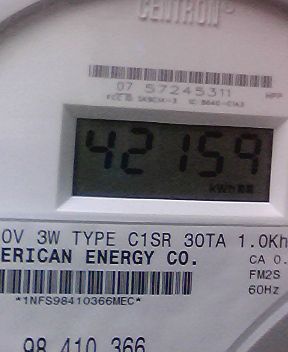 CENTRON®
07 57245311
42159
kWh
0V 3W TYPE C1SR 30TA 1.0Kh
ERICAN ENERGY CO.
CA 0.
FM2S
*1NFS98410366MEC*
60Hz
98 410 366